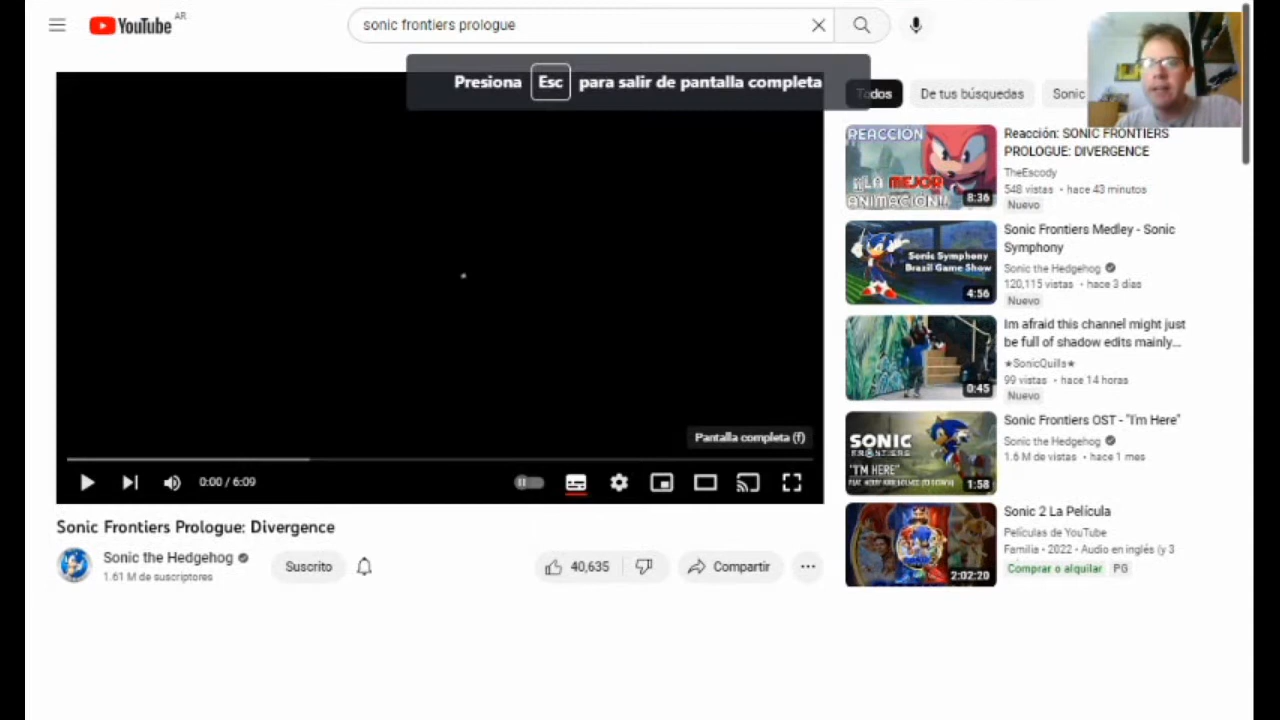 YouTube AR
sonic frontiers prologue
Presiona Esc para salir de pantalla completa
Todos
De tus búsquedas
Sonic
Pantalla completa (f)
0:00 / 6:09
Sonic Frontiers Prologue: Divergence
Sonic the Hedgehog
1.61 M de suscriptores
Suscrito
40,635
Compartir
REACCIÓN
¡¡LA MEJOR
ANIMACIÓN!!
8:36
Reacción: SONIC FRONTIERS
PROLOGUE: DIVERGENCE
TheEscody
548 vistas • hace 43 minutos
Nuevo
Sonic Symphony
Brazil Game Show
4:56
Sonic Frontiers Medley - Sonic
Symphony
Sonic the Hedgehog
120,115 vistas • hace 3 días
Nuevo
0:45
Im afraid this channel might just
be full of shadow edits mainly...
★SonicQuills★
99 vistas • hace 14 horas
Nuevo
SONIC
FRONTIERS
"I'M HERE"
1:58
Sonic Frontiers OST - "I'm Here"
Sonic the Hedgehog
1.6 M de vistas • hace 1 mes
2:02:20
Sonic 2 La Película
Películas de YouTube
Familia • 2022 • Audio en inglés (y 3
Comprar o alquilar PG